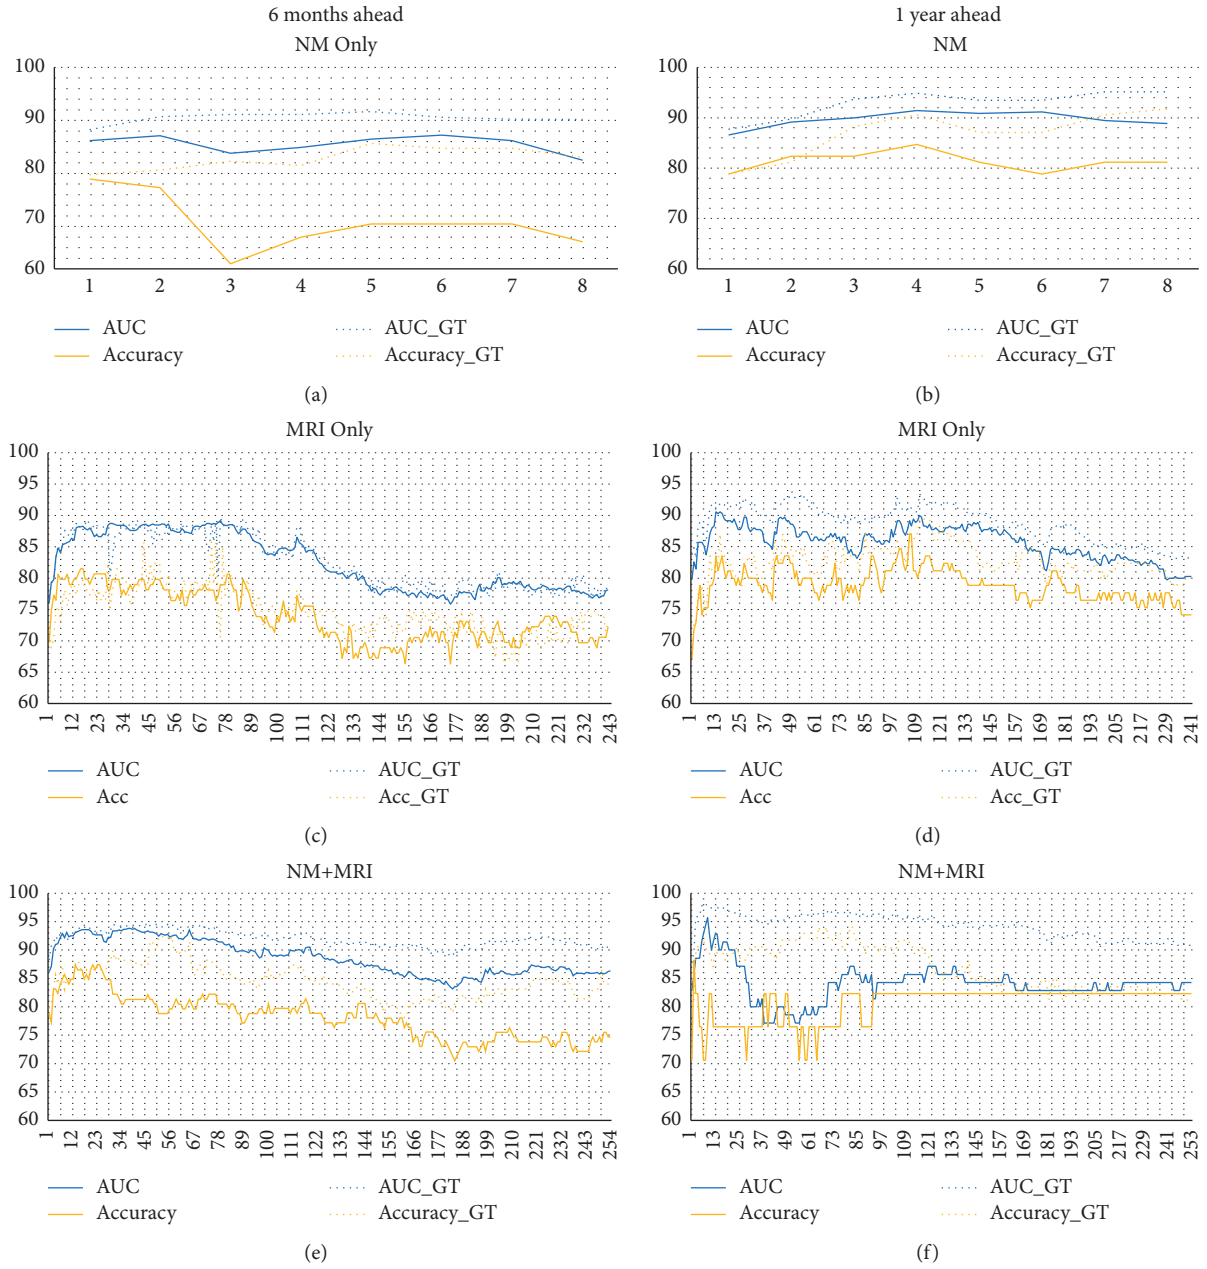 6 months ahead
1 year ahead
NM Only
NM
100
90
80
70
60
1 2 3 4 5 6 7 8
AUC
AUC_GT
Accuracy
Accuracy_GT
(a)
100
90
80
70
60
1 2 3 4 5 6 7 8
AUC
AUC_GT
Accuracy
Accuracy_GT
(b)
MRI Only
100
95
90
85
80
75
70
65
60
1 12 23 34 45 56 67 78 89 100 111 122 133 144 155 166 177 188 199 210 221 232 243
AUC
AUC_GT
Acc
Acc_GT
(c)
MRI Only
100
95
90
85
80
75
70
65
60
1 13 25 37 49 61 73 85 97 109 121 133 145 157 169 181 193 205 217 229 241
AUC
AUC_GT
Acc
Acc_GT
(d)
NM+MRI
100
95
90
85
80
75
70
65
60
1 12 23 34 45 56 67 78 89 100 111 122 133 144 155 166 177 188 199 210 221 232 243 254
AUC
AUC_GT
Accuracy
Accuracy_GT
(e)
NM+MRI
100
95
90
85
80
75
70
65
60
1 13 25 37 49 61 73 85 97 109 121 133 145 157 169 181 193 205 217 229 241 253
AUC
AUC_GT
Accuracy
Accuracy_GT
(f)